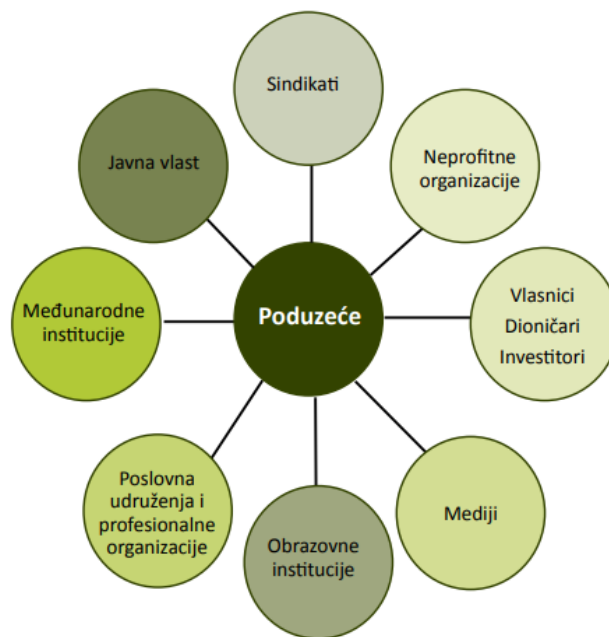 Sindikati
Javna vlast
Neprofitne
organizacije
Međunarodne
institucije
Poduzeće
Vlasnici
Dioničari
Investitori
Poslovna
udruženja i
profesionalne
organizacije
Obrazovne
institucije
Mediji